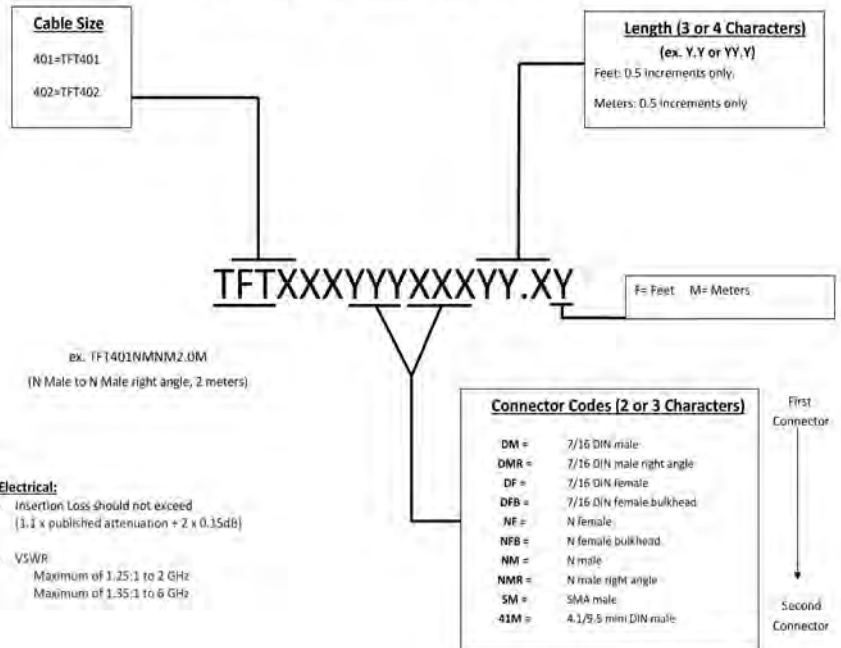 Cable Size
401=TFT401
402=TFT402
Length (3 or 4 Characters)
(ex. Y.Y or YY.Y)
Feet: 0.5 increments only.
Meters: 0.5 increments only
TFTXXXYYYXXXYY.XY
F= Feet M= Meters
ex. TFT401NMNM2.0M
(N Male to N Male right angle, 2 meters)
Connector Codes (2 or 3 Characters)
DM = 7/16 DIN male
DMR = 7/16 DIN male right angle
DF = 7/16 DIN female
DFB = 7/16 DIN female bulkhead
NF = N female
NFB = N female bulkhead
NM = N male
NMR = N male right angle
SM = SMA male
41M = 4.1/9.5 mini DIN male
First
Connector
Second
Connector
Electrical:
Insertion Loss should not exceed
(1.1 x published attenuation + 2 x 0.15dB)
VSWR
Maximum of 1.25:1 to 2 GHz
Maximum of 1.35:1 to 6 GHz